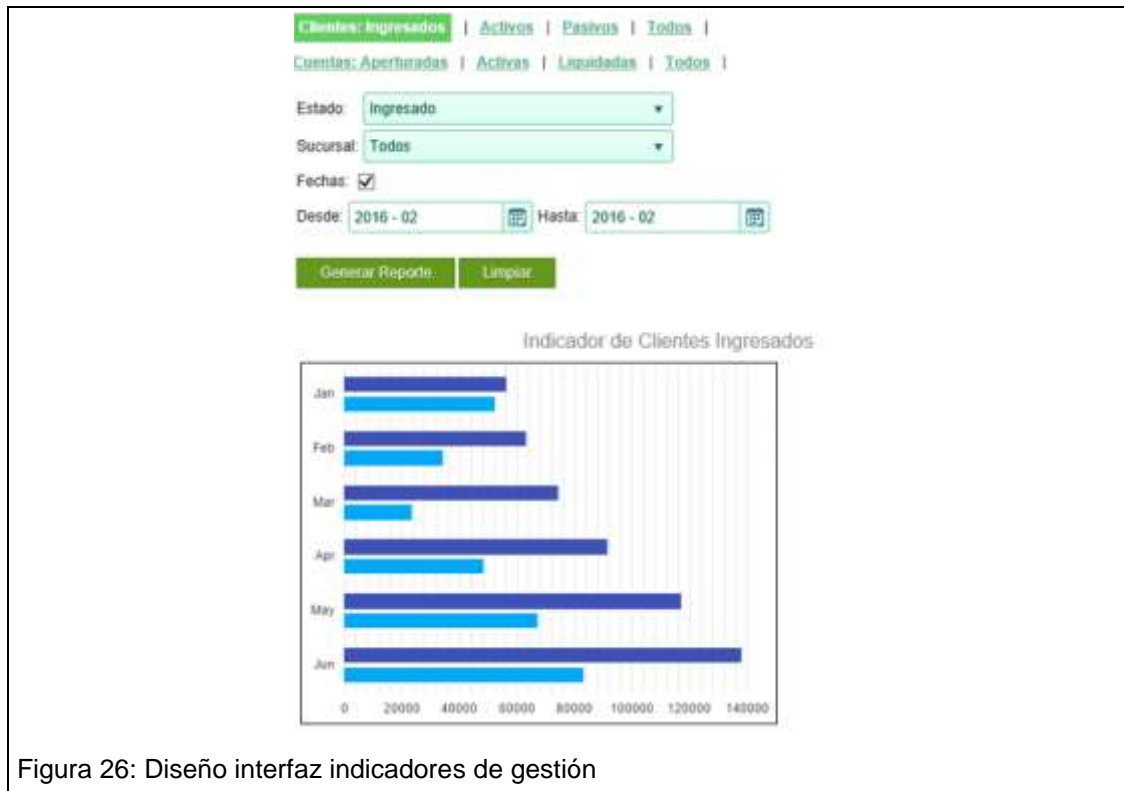 Clientes: Ingresados | Activos | Pasivos | Todos |
Cuentas: Aperturadas | Activas | Liquidadas | Todos |
Estado: Ingresado
Sucursal: Todos
Fechas:
Desde: 2016 - 02 Hasta: 2016 - 02
Generar Reporte Limpiar
Indicador de Clientes Ingresados
Jan
Feb
Mar
Apr
May
Jun
0 20000 40000 60000 80000 100000 120000 140000
Figura 26: Diseño interfaz indicadores de gestión